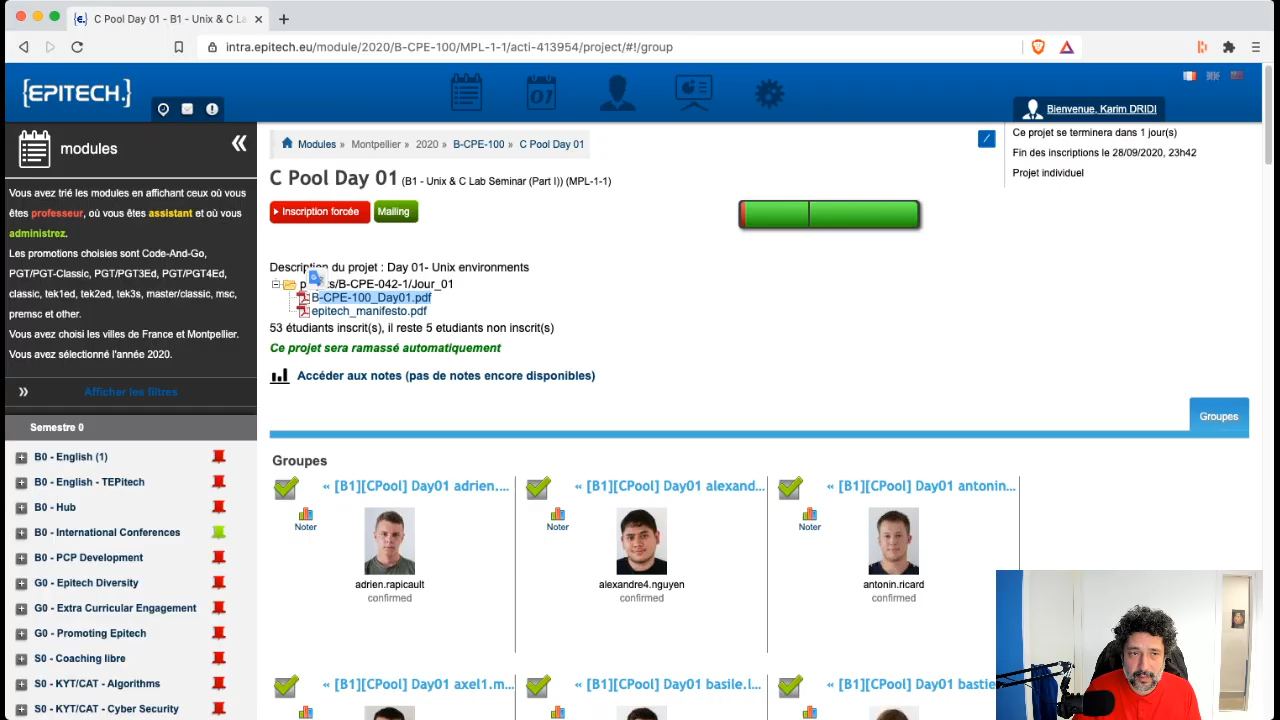 C Pool Day 01 - B1 - Unix & C La
intra.epitech.eu/module/2020/B-CPE-100/MPL-1-1/acti-413954/project/#!/group
{EPITECH.}
01
Bienvenue, Karim DRIDI
modules
Vous avez trié les modules en affichant ceux où vous
êtes professeur, où vous êtes assistant et où vous
administrez.
Les promotions choisies sont Code-And-Go,
PGT/PGT-Classic, PGT/PGT3Ed, PGT/PGT4Ed,
classic, tek1ed, tek2ed, tek3s, master/classic, msc,
premsc et other.
Vous avez choisi les villes de France et Montpellier.
Vous avez sélectionné l'année 2020.
Afficher les filtres
Semestre 0
B0 - English (1)
B0 - English - TEPitech
B0 - Hub
B0 - International Conferences
B0 - PCP Development
G0 - Epitech Diversity
G0 - Extra Curricular Engagement
G0 - Promoting Epitech
S0 - Coaching libre
S0 - KYT/CAT - Algorithms
S0 - KYT/CAT - Cyber Security
Modules » Montpellier » 2020 » B-CPE-100 » C Pool Day 01
C Pool Day 01 (B1 - Unix & C Lab Seminar (Part I)) (MPL-1-1)
Inscription forcée Mailing
Ce projet se terminera dans 1 jour(s)
Fin des inscriptions le 28/09/2020, 23h42
Projet individuel
Description du projet : Day 01- Unix environments
/B-CPE-042-1/Jour_01
B-CPE-100_Day01.pdf
epitech_manifesto.pdf
53 étudiants inscrit(s), il reste 5 etudiants non inscrit(s)
Ce projet sera ramassé automatiquement
Accéder aux notes (pas de notes encore disponibles)
Groupes
Groupes
« [B1][CPool] Day01 adrien....
Noter
adrien.rapicault
confirmed
« [B1][CPool] Day01 alexand...
Noter
alexandre4.nguyen
confirmed
« [B1][CPool] Day01 antonin...
Noter
antonin.ricard
confirmed
« [B1][CPool] Day01 axel1.m...
Noter
« [B1][CPool] Day01 basile.l...
Noter
« [B1][CPool] Day01 bastie
Noter